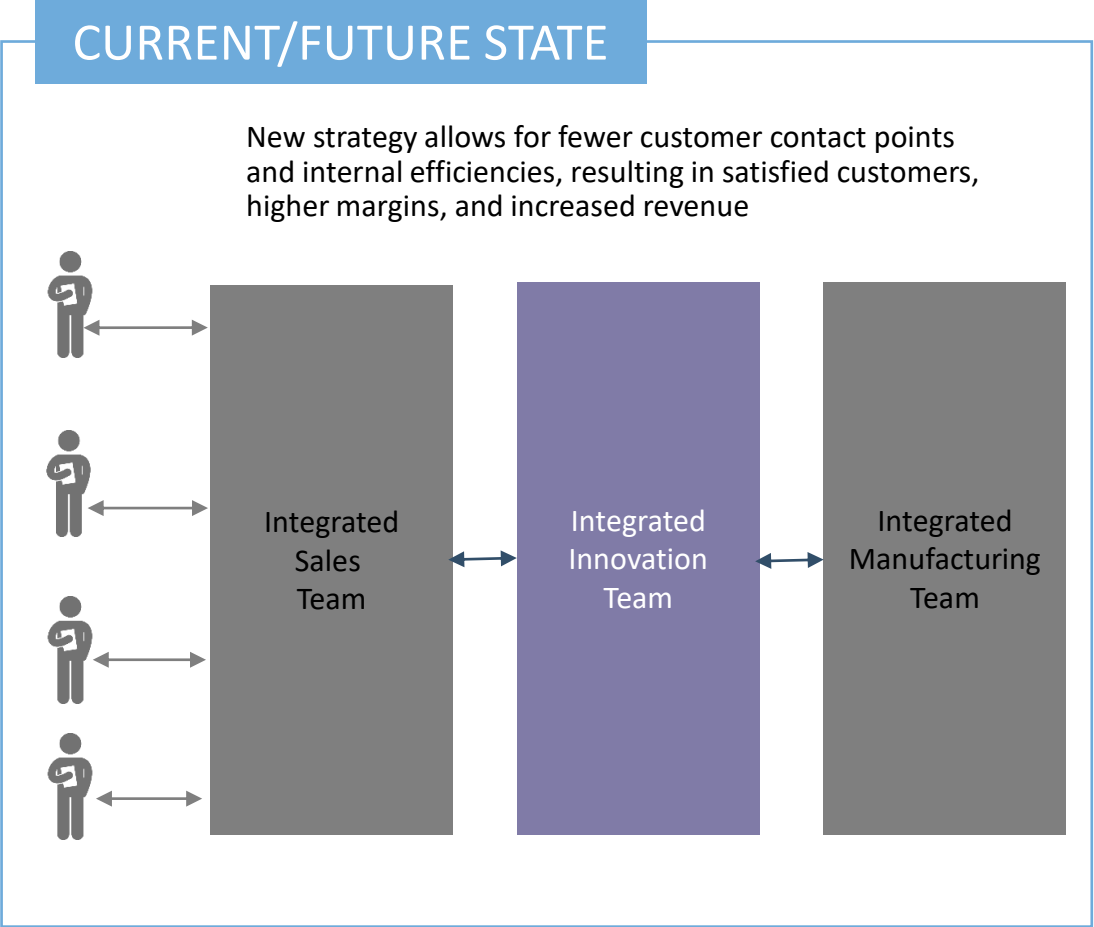 CURRENT/FUTURE STATE
New strategy allows for fewer customer contact points
and internal efficiencies, resulting in satisfied customers,
higher margins, and increased revenue
Integrated
Sales
Team
Integrated
Innovation
Team
Integrated
Manufacturing
Team